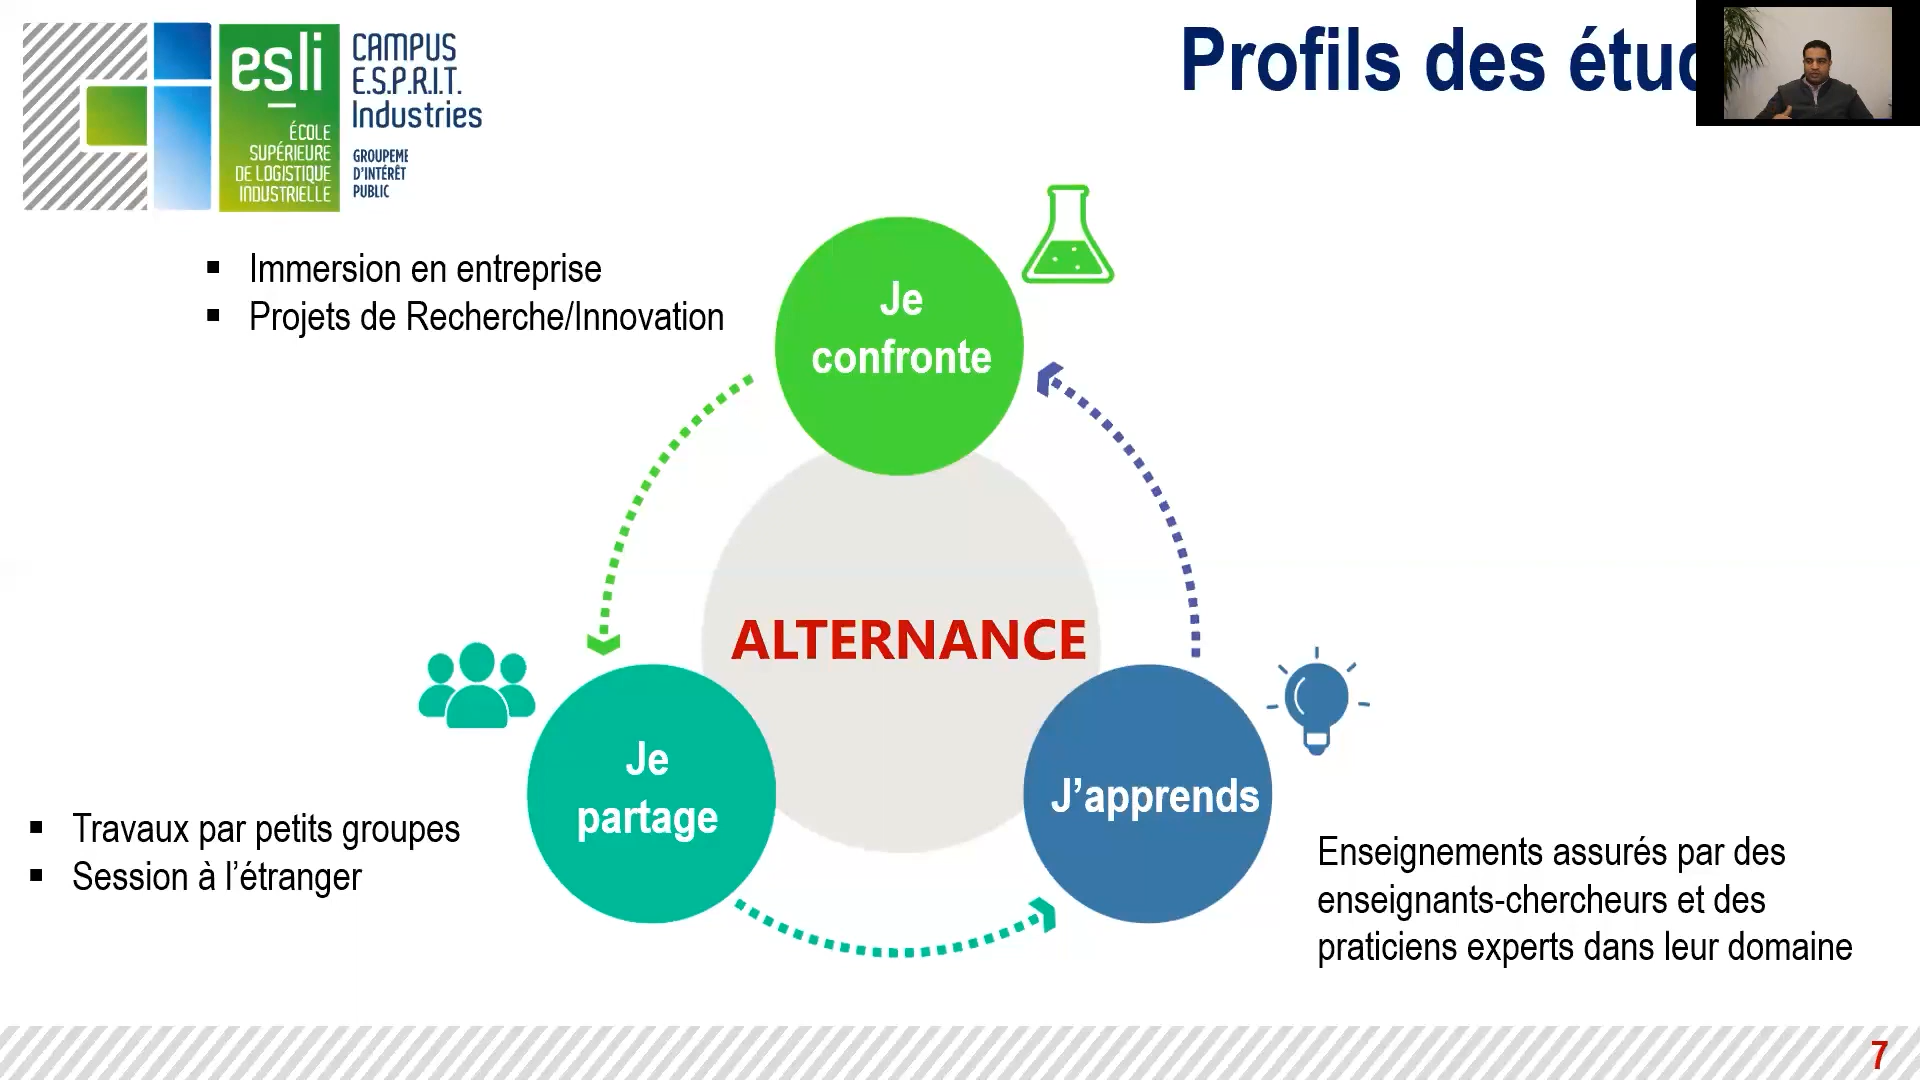 esli
ÉCOLE
SUPÉRIEURE
DE LOGISTIQUE
INDUSTRIELLE
CAMPUS
E.S.P.R.I.T.
Industries
GROUPEME
D'INTÉRÊT
PUBLIC
Profils des étud
▪ Immersion en entreprise
▪ Projets de Recherche/Innovation
Je
confronte
ALTERNANCE
Je
partage
J’apprends
▪ Travaux par petits groupes
▪ Session à l’étranger
Enseignements assurés par des
enseignants-chercheurs et des
praticiens experts dans leur domaine
7